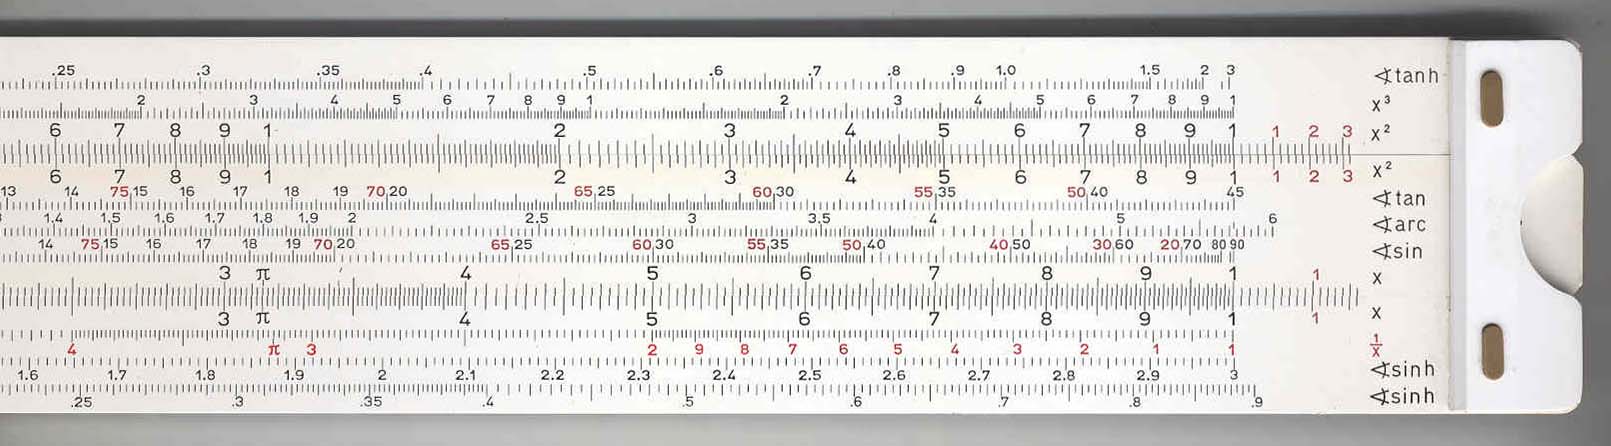 .25 .3 .35 .4 .5 .6 .7 .8 .9 1.0 1.5 2 3 ∢tanh
2 3 4 5 6 7 8 9 1 2 3 4 5 6 7 8 9 1 x³
6 7 8 9 1 2 3 4 5 6 7 8 9 1 1 2 3 x²
6 7 8 9 1 2 3 4 5 6 7 8 9 1 1 2 3 x²
13 14 75 15 16 17 18 19 70 20 65 25 60 30 55 35 50 40 45 ∢tan
1.4 1.5 1.6 1.7 1.8 1.9 2 2.5 3 3.5 4 5 6 ∢arc
14 75 15 16 17 18 19 70 20 65 25 60 30 55 35 50 40 40 50 30 60 20 70 80 90 ∢sin
3 π 4 5 6 7 8 9 1 1 x
3 π 4 5 6 7 8 9 1 1 x
4 π 3 2 9 8 7 6 5 4 3 2 1 1 1/x
1.6 1.7 1.8 1.9 2 2.1 2.2 2.3 2.4 2.5 2.6 2.7 2.8 2.9 3 ∢sinh
.25 .3 .35 .4 .5 .6 .7 .8 .9 ∢sinh